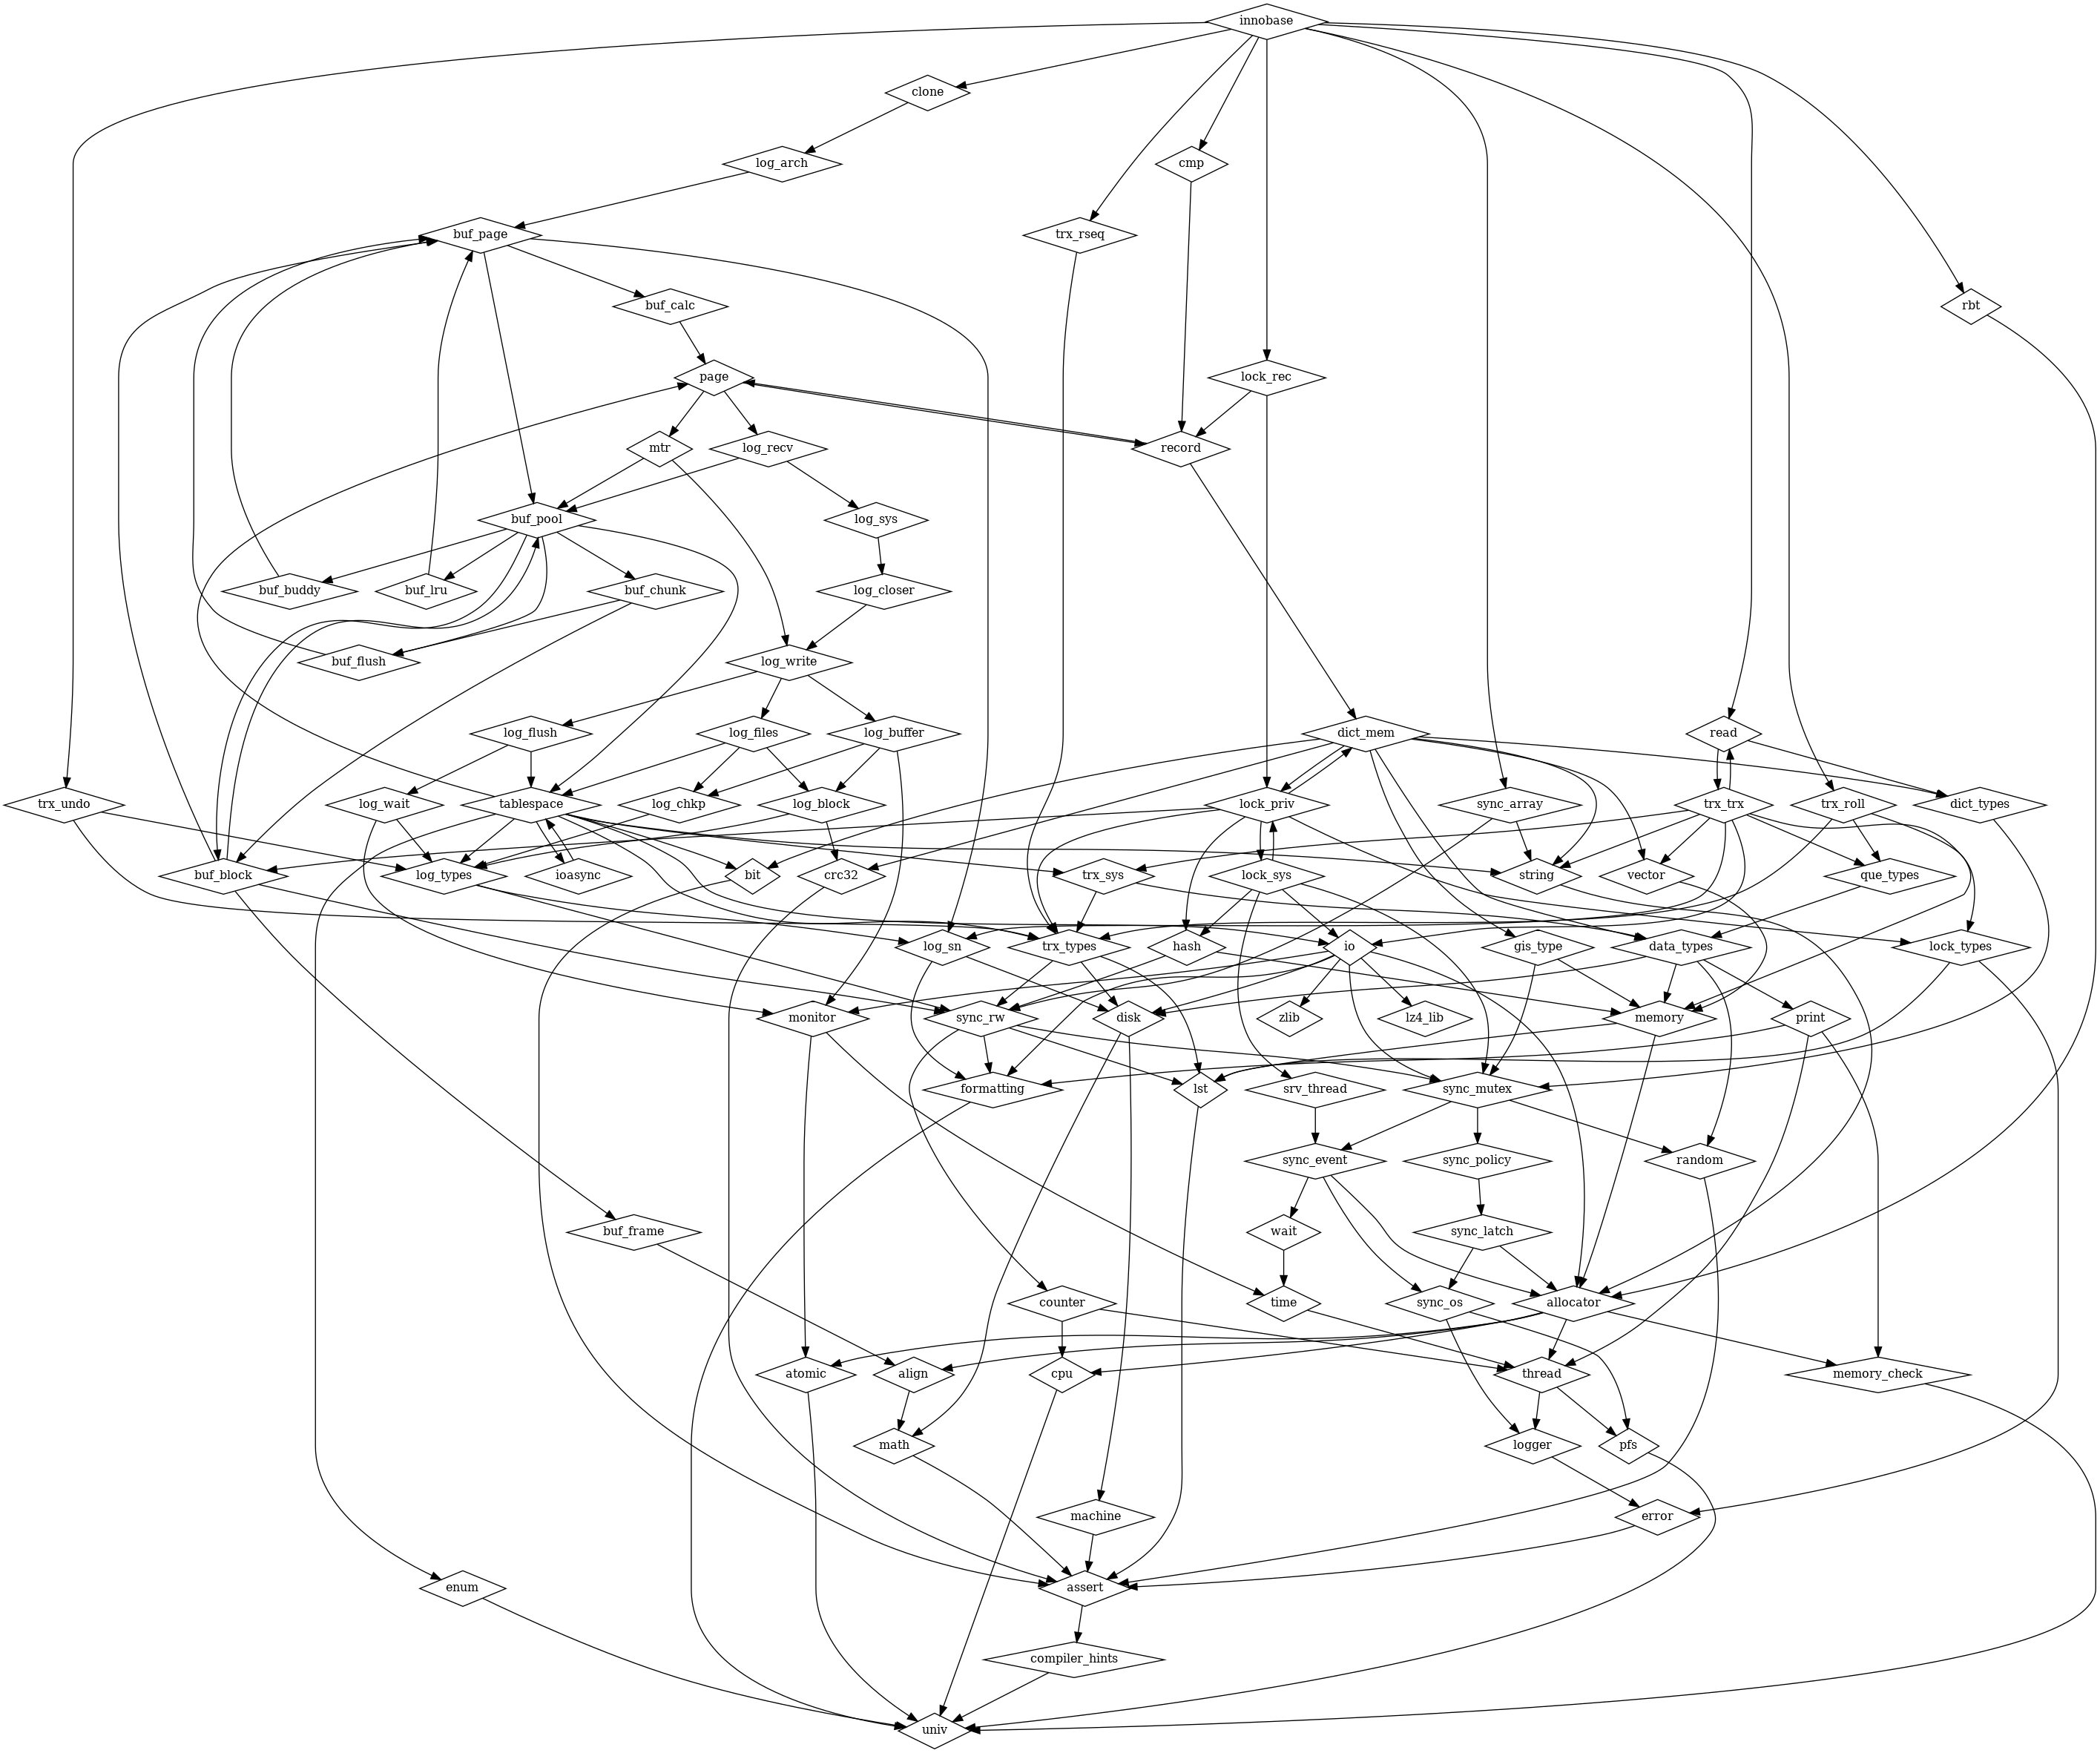 innobase
clone
log_arch
cmp
buf_page
trx_rseq
buf_calc
rbt
page
lock_rec
mtr
log_recv
record
buf_pool
log_sys
buf_buddy
buf_lru
buf_chunk
log_closer
buf_flush
log_write
log_flush
log_files
log_buffer
dict_mem
read
trx_undo
log_wait
tablespace
log_chkp
log_block
lock_priv
sync_array
trx_trx
trx_roll
dict_types
buf_block
log_types
ioasync
bit
crc32
trx_sys
lock_sys
string
vector
que_types
log_sn
trx_types
hash
io
gis_type
data_types
lock_types
monitor
sync_rw
disk
zlib
lz4_lib
memory
print
formatting
lst
srv_thread
sync_mutex
sync_event
sync_policy
random
buf_frame
wait
sync_latch
counter
time
sync_os
allocator
atomic
align
cpu
thread
memory_check
math
logger
pfs
machine
error
enum
assert
compiler_hints
univ